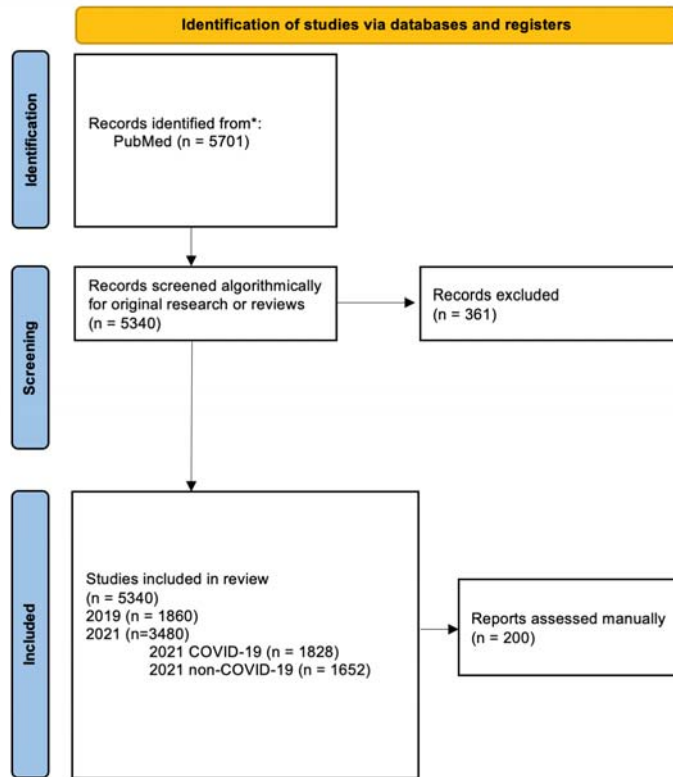 Identification of studies via databases and registers
Identification
Records identified from*:
PubMed (n = 5701)
Screening
Records screened algorithmically
for original research or reviews
(n = 5340)
Records excluded
(n = 361)
Included
Studies included in review
(n = 5340)
2019 (n = 1860)
2021 (n=3480)
2021 COVID-19 (n = 1828)
2021 non-COVID-19 (n = 1652)
Reports assessed manually
(n = 200)